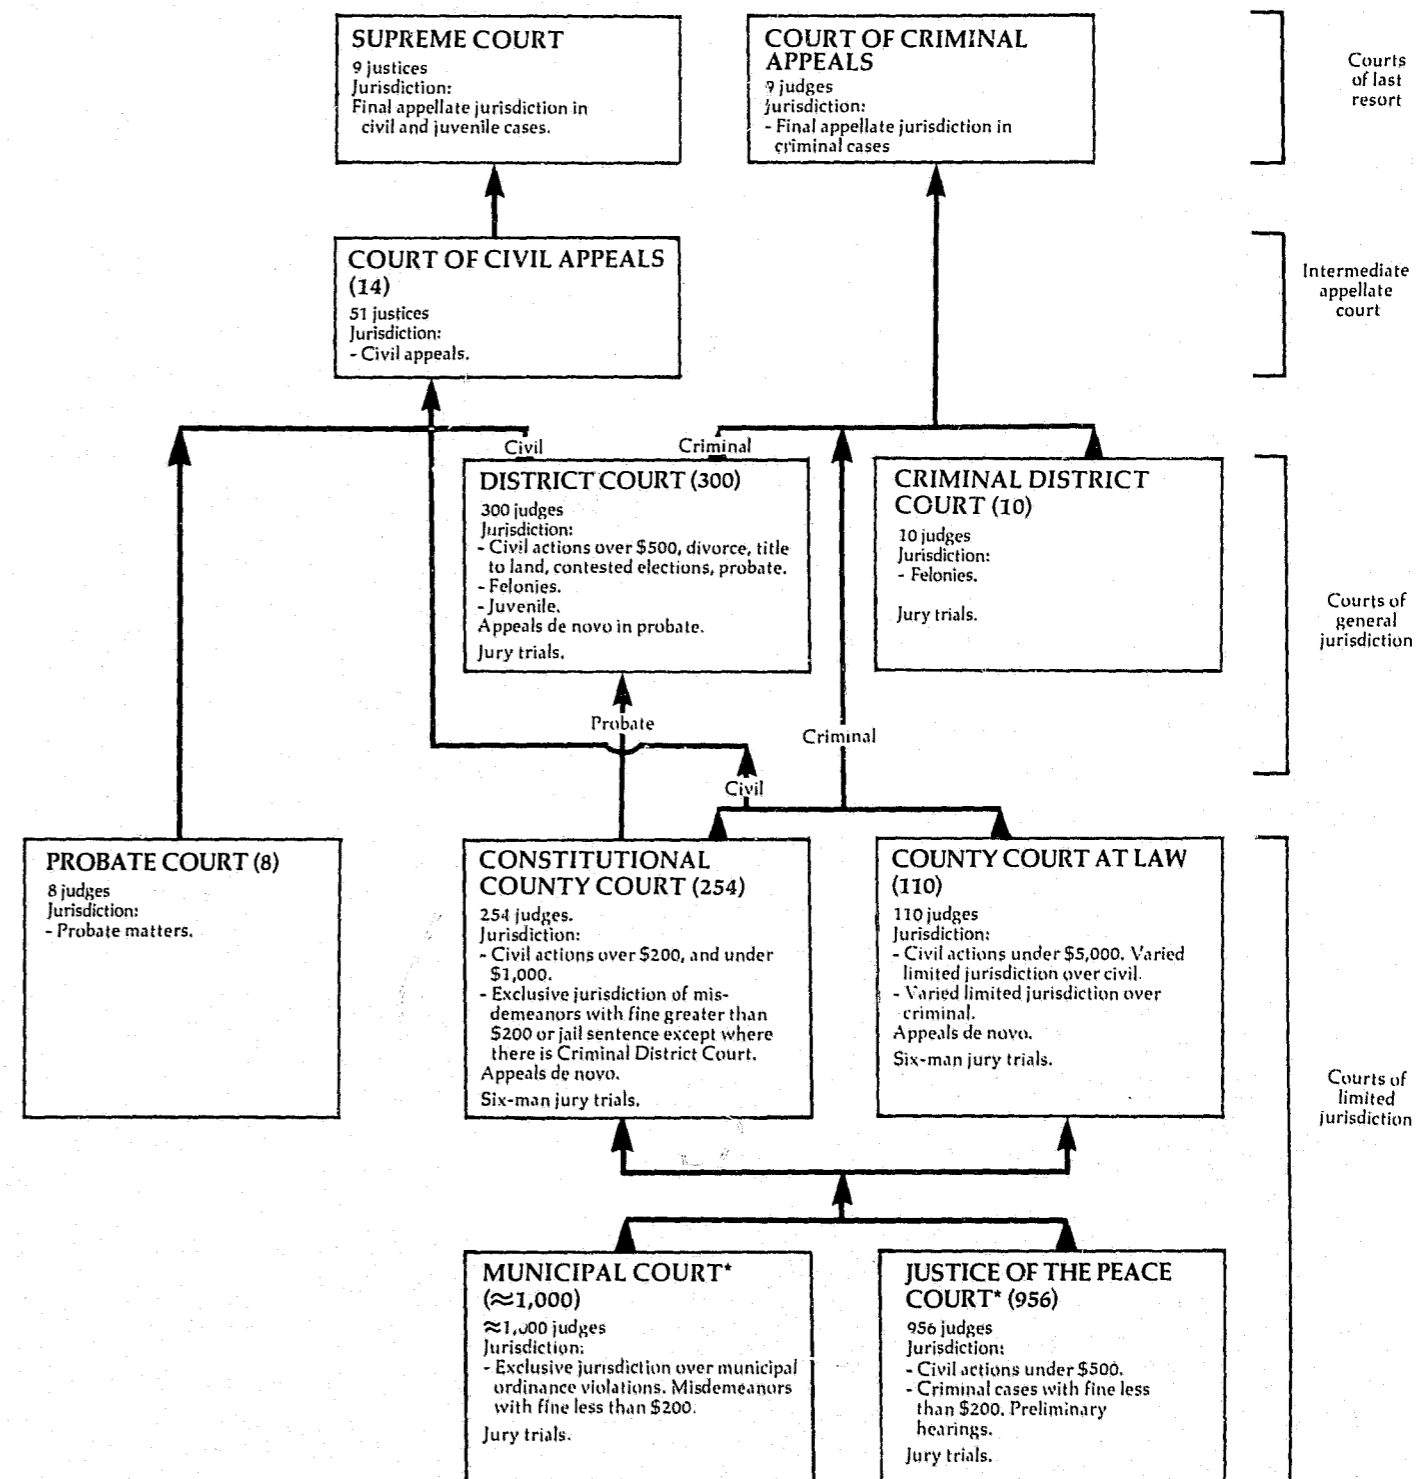 SUPREME COURT
9 justices
Jurisdiction:
Final appellate jurisdiction in
civil and juvenile cases.
COURT OF CRIMINAL
APPEALS
9 judges
Jurisdiction:
- Final appellate jurisdiction in
criminal cases
Courts
of last
resort
COURT OF CIVIL APPEALS
(14)
51 justices
Jurisdiction:
- Civil appeals.
Intermediate
appellate
court
Civil
Criminal
DISTRICT COURT (300)
300 judges
Jurisdiction:
- Civil actions over $500, divorce, title
to land, contested elections, probate.
- Felonies.
- Juvenile.
Appeals de novo in probate.
Jury trials.
CRIMINAL DISTRICT
COURT (10)
10 judges
Jurisdiction:
- Felonies.
Jury trials.
Courts of
general
jurisdiction
Probate
Criminal
Civil
PROBATE COURT (8)
8 judges
Jurisdiction:
- Probate matters.
CONSTITUTIONAL
COUNTY COURT (254)
254 judges.
Jurisdiction:
- Civil actions over $200, and under
$1,000.
- Exclusive jurisdiction of mis-
demeanors with fine greater than
$200 or jail sentence except where
there is Criminal District Court.
Appeals de novo.
Six-man jury trials.
COUNTY COURT AT LAW
(110)
110 judges
Jurisdiction:
- Civil actions under $5,000. Varied
limited jurisdiction over civil.
- Varied limited jurisdiction over
criminal.
Appeals de novo.
Six-man jury trials.
Courts of
limited
jurisdiction
MUNICIPAL COURT*
(≈1,000)
≈1,000 judges
Jurisdiction:
- Exclusive jurisdiction over municipal
ordinance violations. Misdemeanors
with fine less than $200.
Jury trials.
JUSTICE OF THE PEACE
COURT* (956)
956 judges
Jurisdiction:
- Civil actions under $500.
- Criminal cases with fine less
than $200. Preliminary
hearings.
Jury trials.